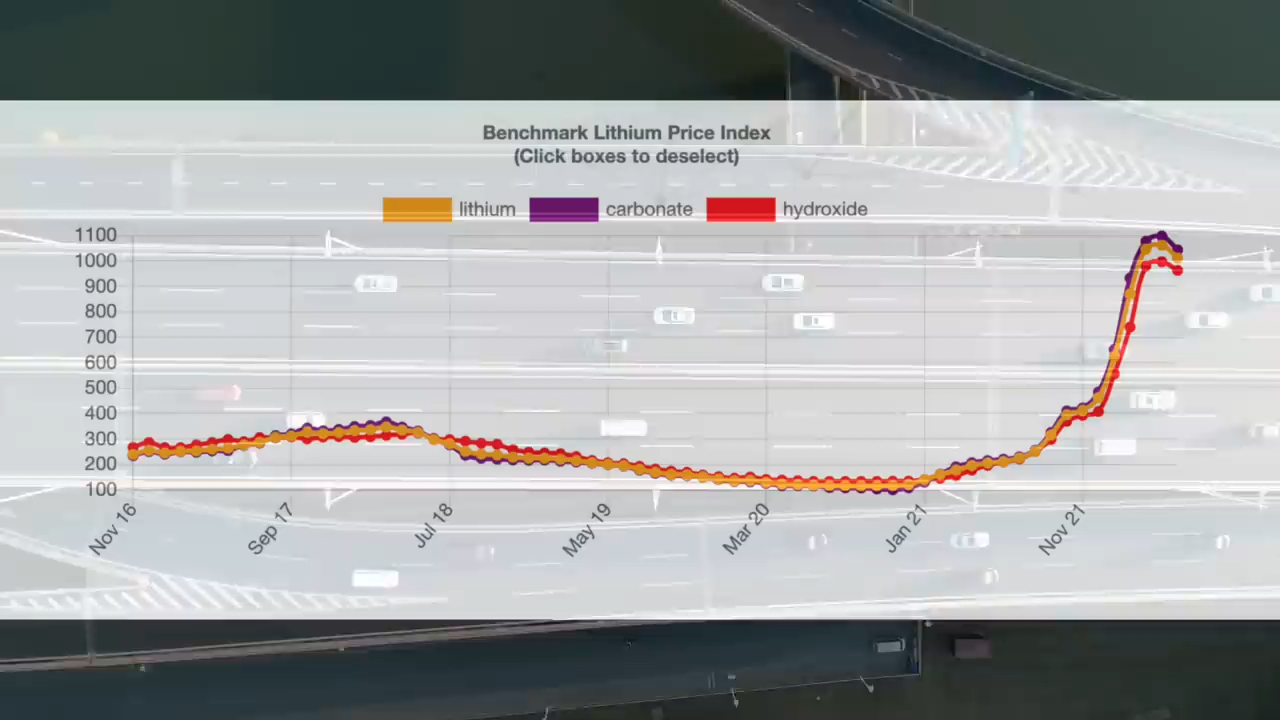 Benchmark Lithium Price Index
(Click boxes to deselect)
lithium carbonate hydroxide
1100
1000
900
800
700
600
500
400
300
200
100
Nov 16 Sep 17 Jul 18 May 19 Mar 20 Jan 21 Nov 21